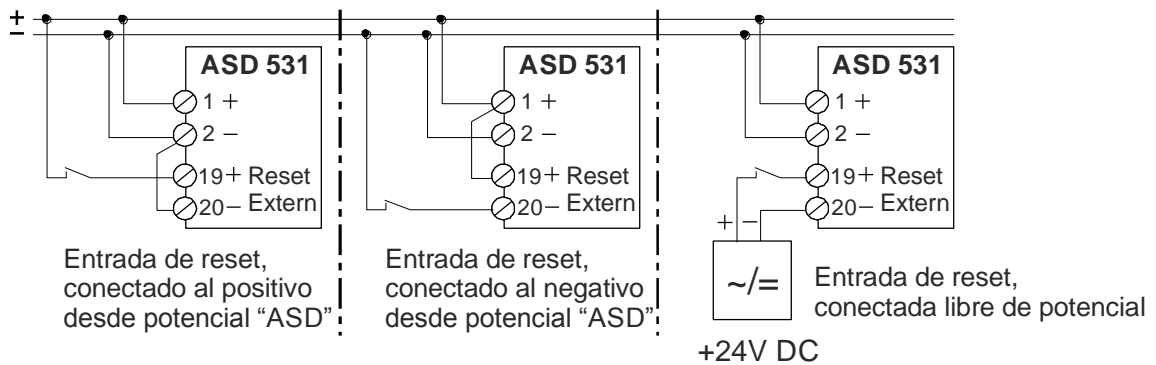 +
−
ASD 531
1 +
2 −
19+ Reset
20− Extern
Entrada de reset,
conectado al positivo
desde potencial “ASD”
ASD 531
1 +
2 −
19+ Reset
20− Extern
Entrada de reset,
conectado al negativo
desde potencial “ASD”
ASD 531
1 +
2 −
19+ Reset
20− Extern
+ −
~/=
Entrada de reset,
conectada libre de potencial
+24V DC